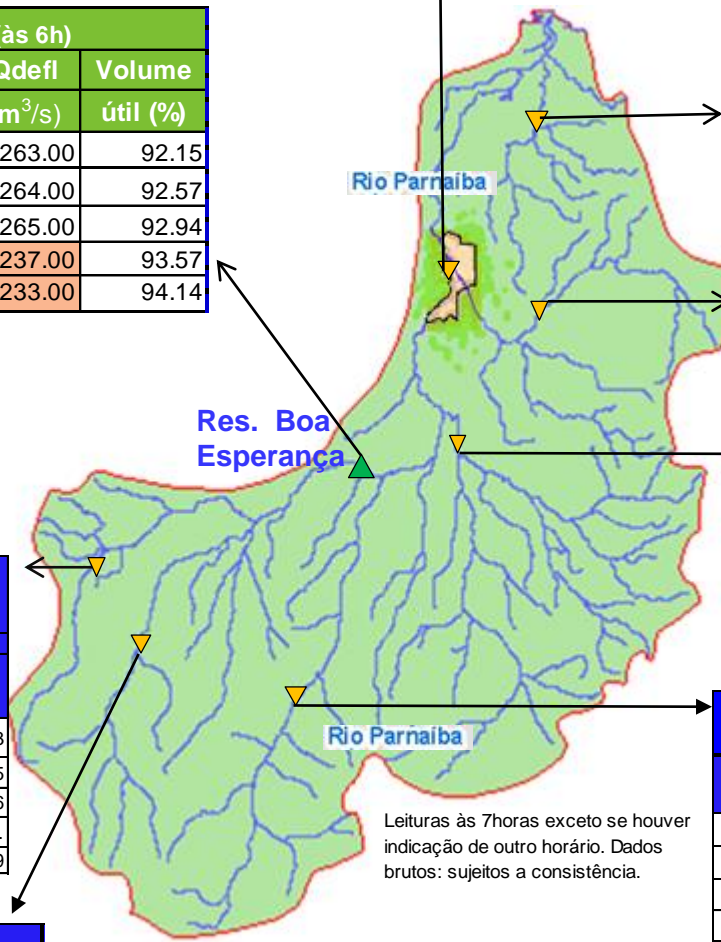 (às 6h)
Qdefl Volume
m³/s) útil (%)
263.00 92.15
264.00 92.57
265.00 92.94
237.00 93.57
233.00 94.14
Rio Parnaíba
Res. Boa
Esperança
Rio Parnaíba
Leituras às 7horas exceto se houver
indicação de outro horário. Dados
brutos: sujeitos a consistência.